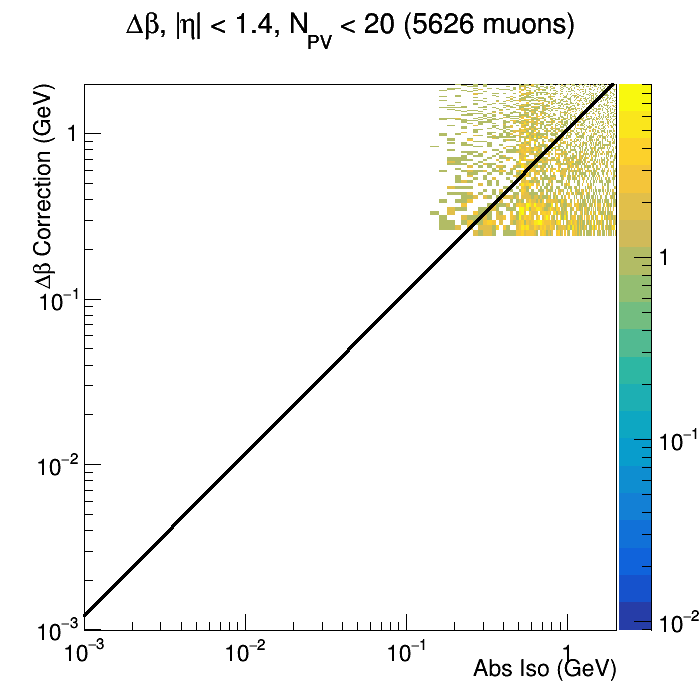 Δβ, |η| < 1.4, N_PV < 20 (5626 muons)
Δβ Correction (GeV)
1
10⁻¹
10⁻²
10⁻³
10⁻³ 10⁻² 10⁻¹ 1
Abs Iso (GeV)
1
10⁻¹
10⁻²